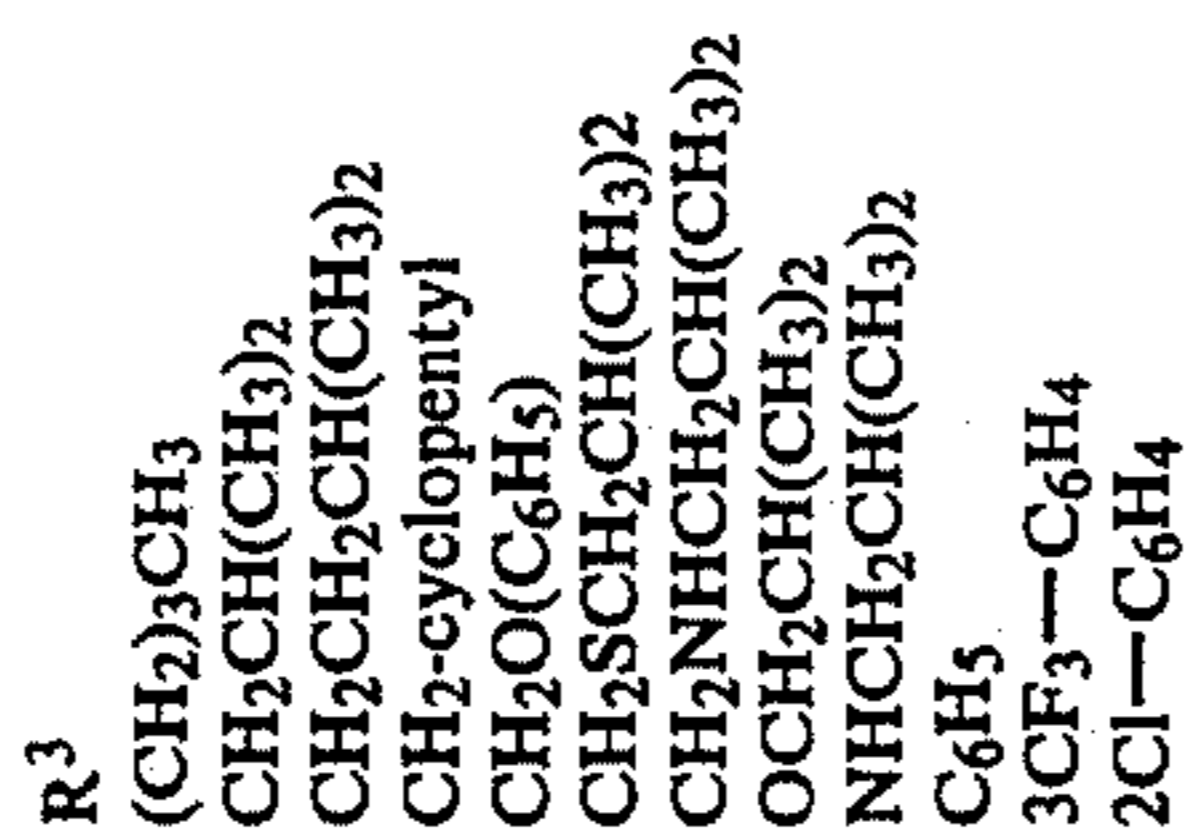 R³
(CH₂)₃CH₃
CH₂CH(CH₃)₂
CH₂CH₂CH(CH₃)₂
CH₂-cyclopentyl
CH₂O(C₆H₅)
CH₂SCH₂CH(CH₃)₂
CH₂NHCH₂CH(CH₃)₂
OCH₂CH(CH₃)₂
NHCH₂CH(CH₃)₂
C₆H₅
3CF₃—C₆H₄
2Cl—C₆H₄